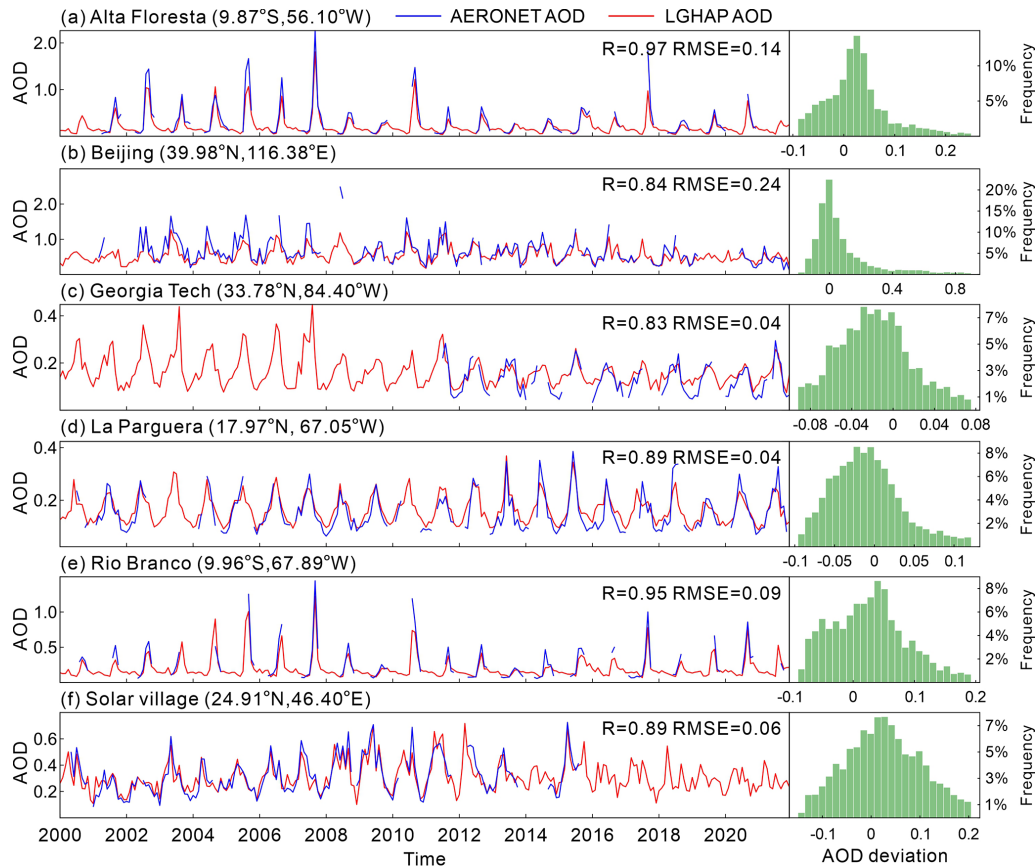 (a) Alta Floresta (9.87°S,56.10°W) AERONET AOD LGHAP AOD
AOD
2.0
1.0
R=0.97 RMSE=0.14
10%
5%
Frequency
-0.1 0 0.1 0.2
(b) Beijing (39.98°N,116.38°E)
AOD
2.0
1.0
R=0.84 RMSE=0.24
20%
15%
10%
5%
Frequency
0 0.4 0.8
(c) Georgia Tech (33.78°N,84.40°W)
AOD
0.4
0.2
R=0.83 RMSE=0.04
7%
5%
3%
1%
Frequency
-0.08 -0.04 0 0.04 0.08
(d) La Parguera (17.97°N, 67.05°W)
AOD
0.4
0.2
R=0.89 RMSE=0.04
8%
6%
4%
2%
Frequency
-0.1 -0.05 0 0.05 0.1
(e) Rio Branco (9.96°S,67.89°W)
AOD
1.0
0.5
R=0.95 RMSE=0.09
8%
6%
4%
2%
Frequency
-0.1 0 0.1 0.2
(f) Solar village (24.91°N,46.40°E)
AOD
0.6
0.4
0.2
R=0.89 RMSE=0.06
7%
5%
3%
1%
Frequency
2000 2002 2004 2006 2008 2010 2012 2014 2016 2018 2020
-0.1 0 0.1 0.2
Time
AOD deviation